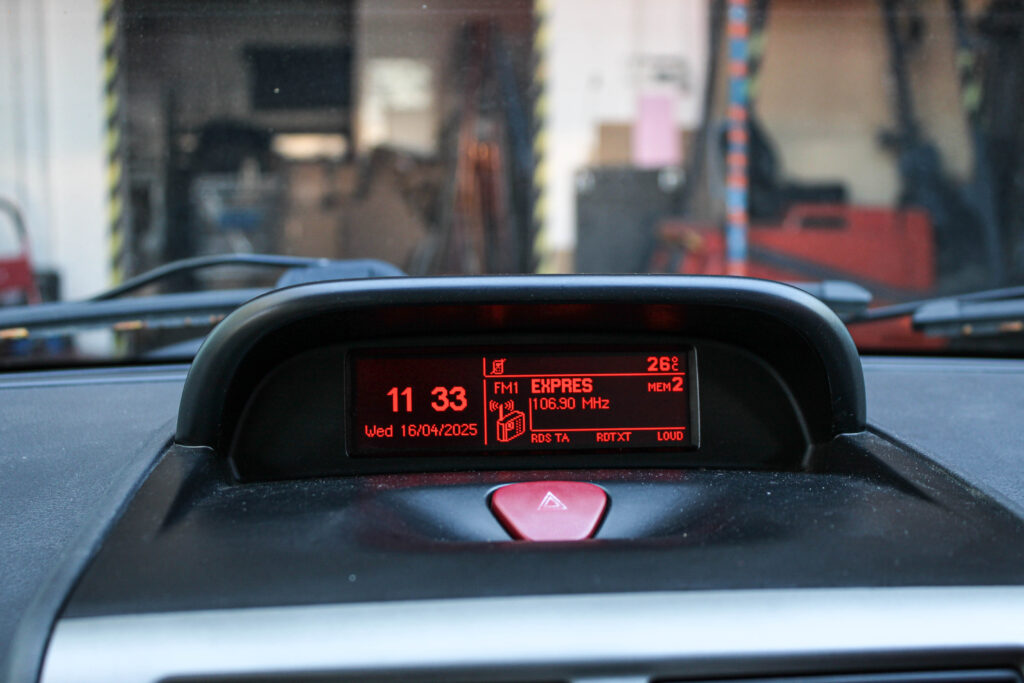 11 33
Wed 16/04/2025
26°C
FM1 EXPRES MEM2
106.90 MHz
RDS TA RDTXT LOUD